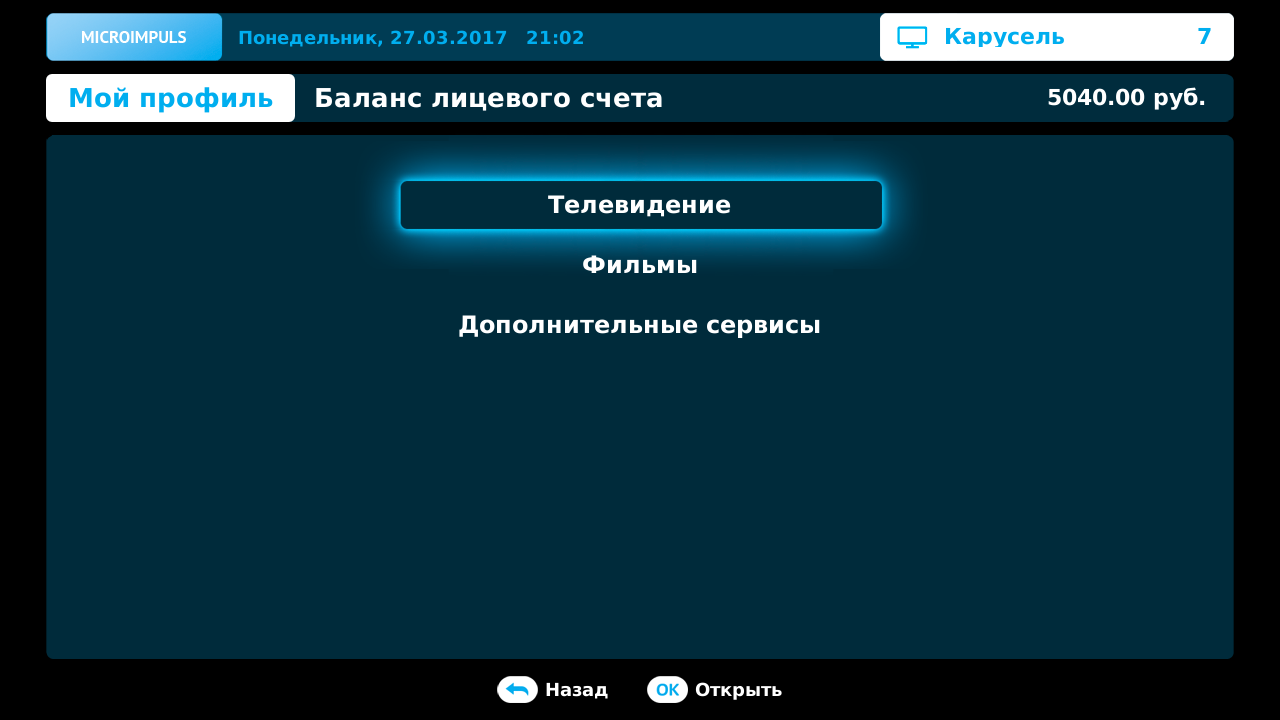 MICROIMPULS Понедельник, 27.03.2017 21:02 Карусель 7
Мой профиль Баланс лицевого счета 5040.00 руб.
Телевидение
Фильмы
Дополнительные сервисы
Назад OK Открыть